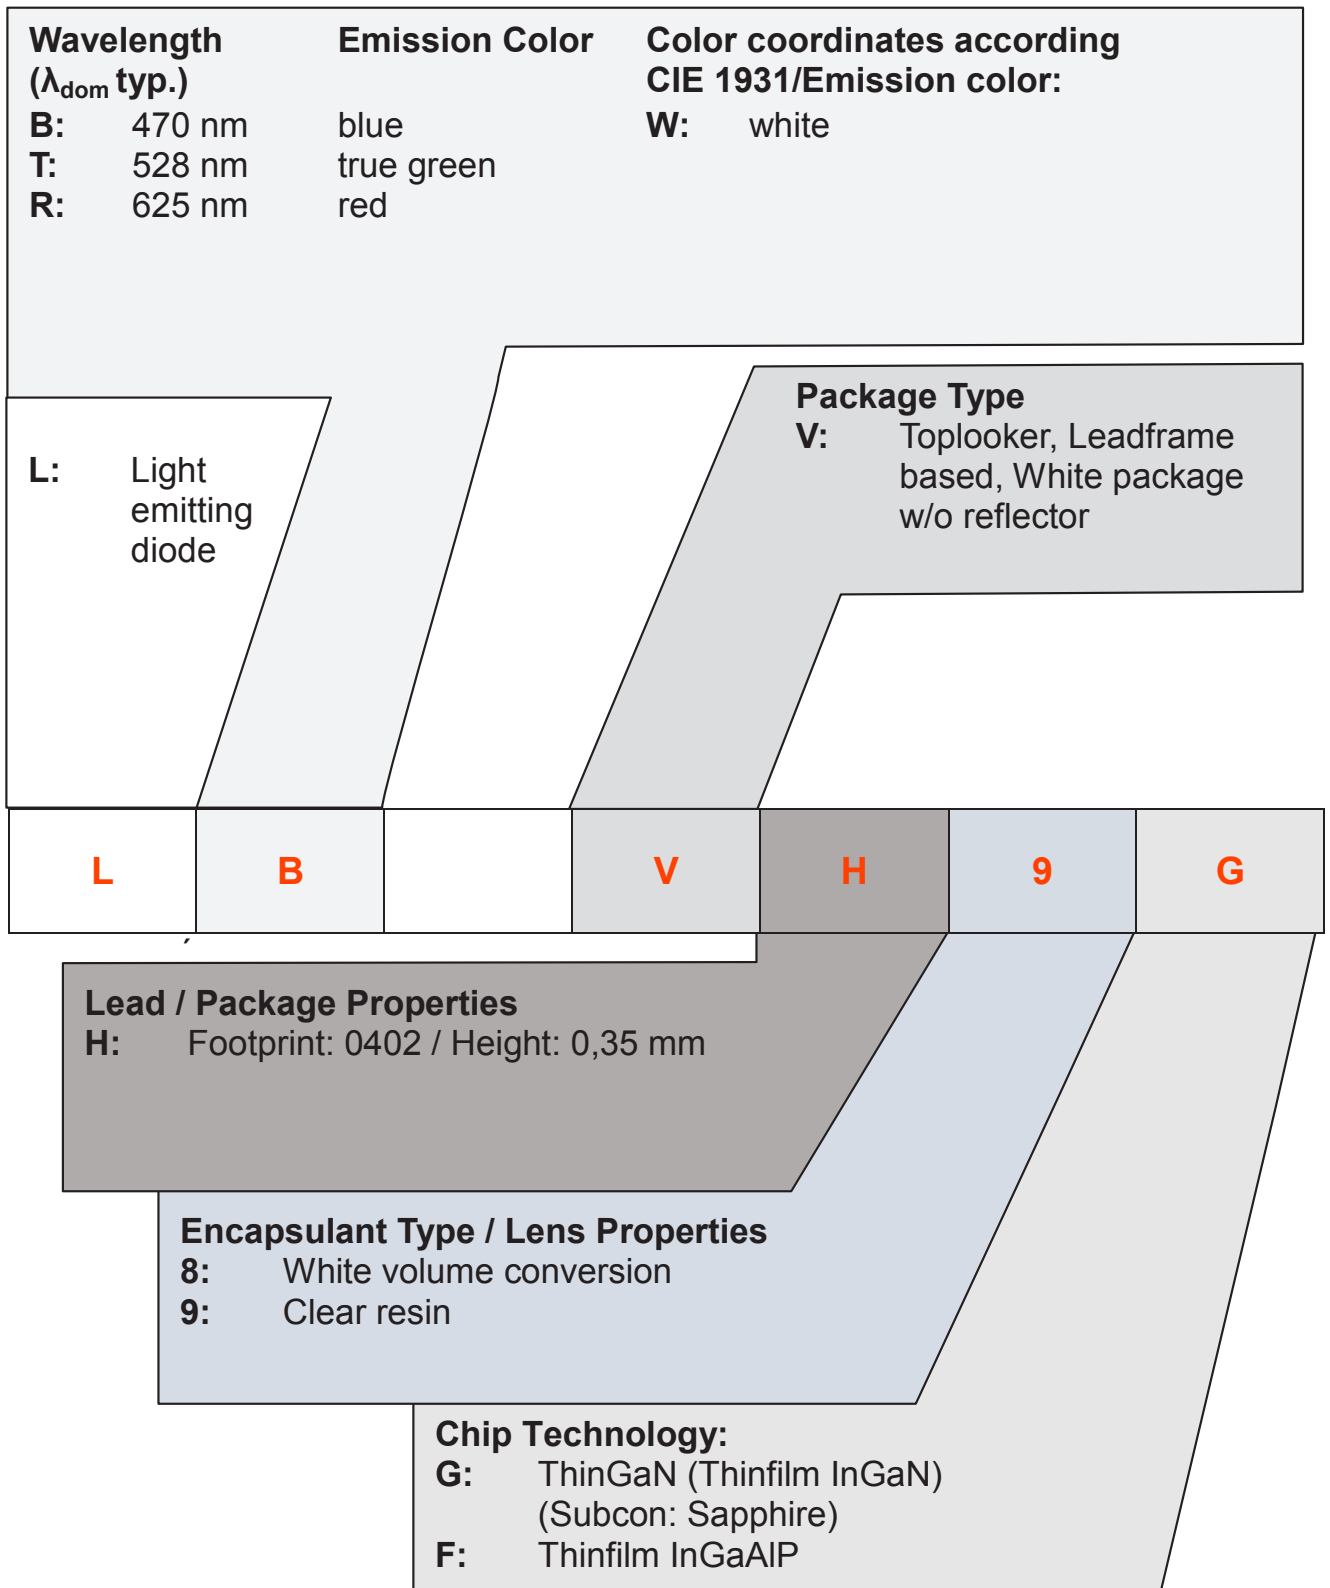 Wavelength Emission Color Color coordinates according
(λdom typ.) CIE 1931/Emission color:
B: 470 nm blue W: white
T: 528 nm true green
R: 625 nm red
Package Type
V: Toplooker, Leadframe
based, White package
w/o reflector
L: Light
emitting
diode
L B V H 9 G
Lead / Package Properties
H: Footprint: 0402 / Height: 0,35 mm
Encapsulant Type / Lens Properties
8: White volume conversion
9: Clear resin
Chip Technology:
G: ThinGaN (Thinfilm InGaN)
(Subcon: Sapphire)
F: Thinfilm InGaAlP